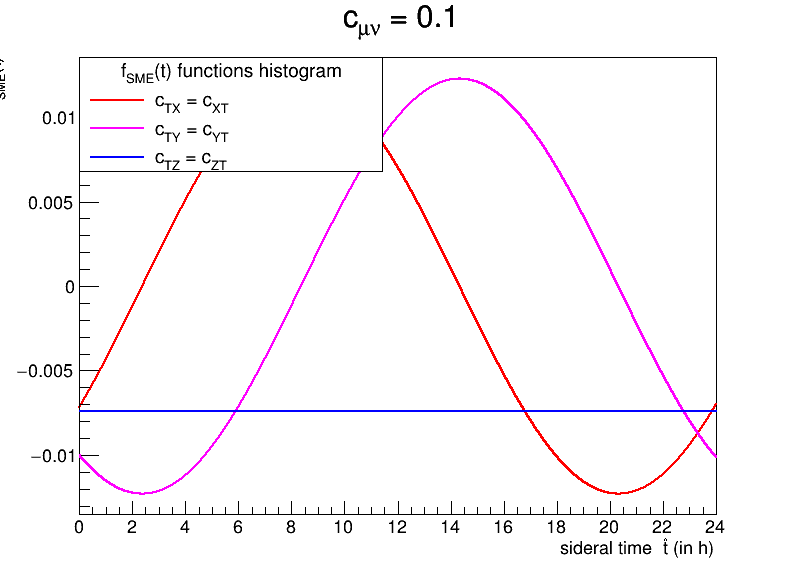 c_μν = 0.1
f_SME(t) functions histogram
c_TX = c_XT
c_TY = c_YT
c_TZ = c_ZT
0.01
0.005
0
−0.005
−0.01
0 2 4 6 8 10 12 14 16 18 20 22 24
sideral time t̂ (in h)